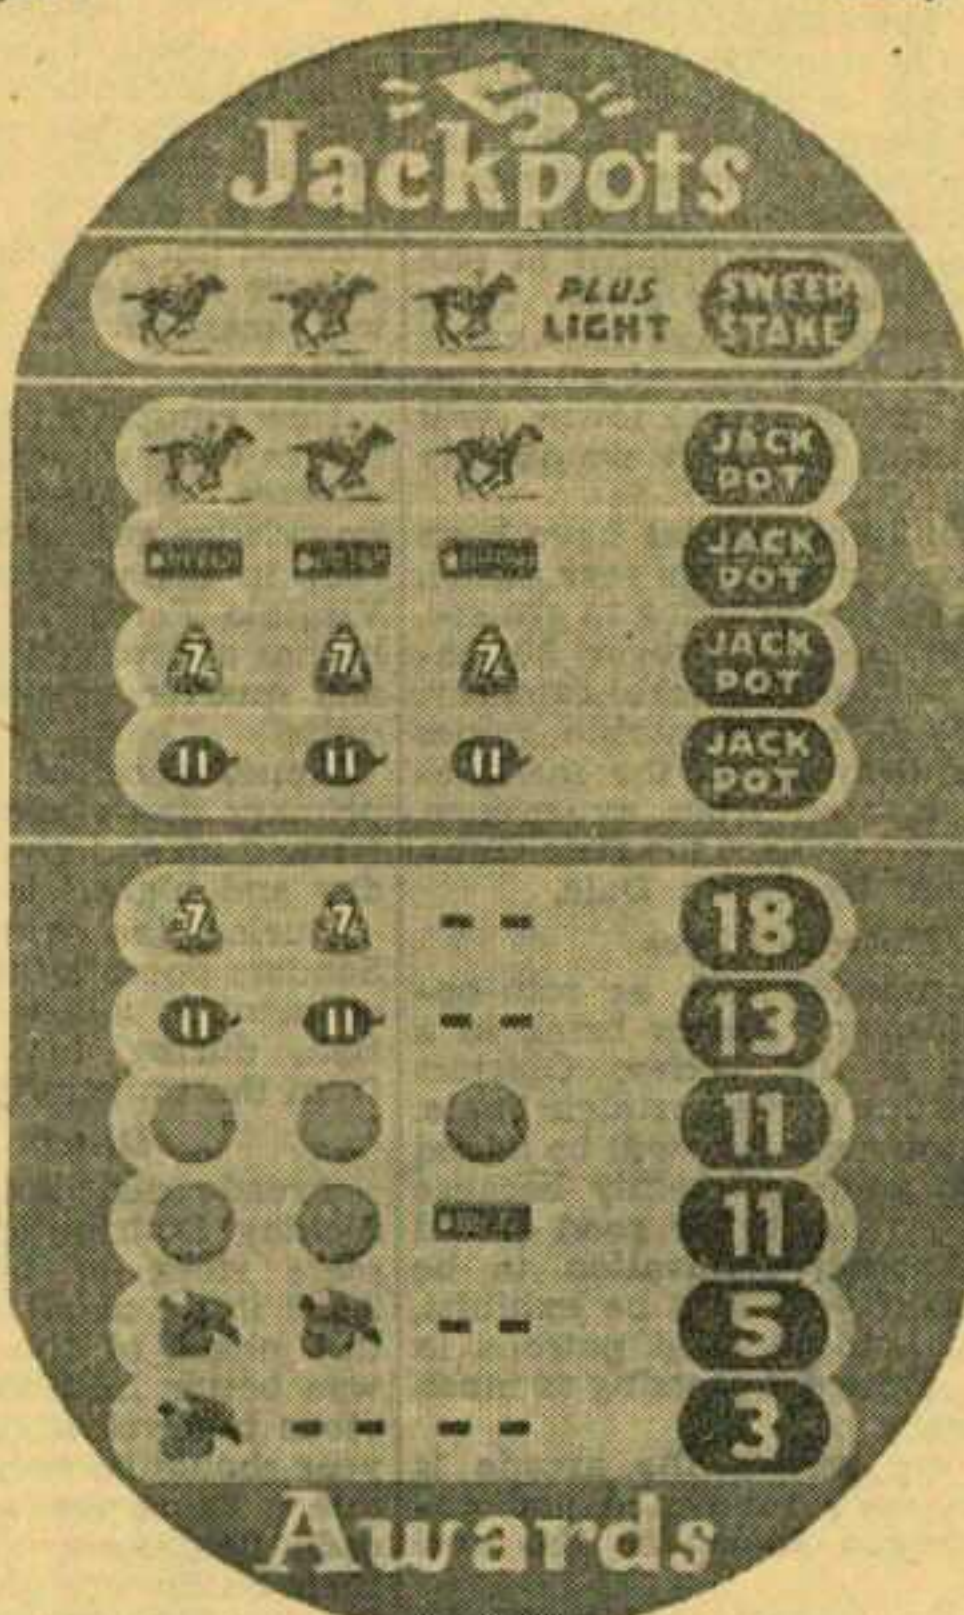 5
Jackpots
PLUS
LIGHT
SWEEP
STAKE
JACK
POT
JACK
POT
7 7 7
JACK
POT
11 11 11
JACK
POT
7 7 -- 18
11 11 -- 13
11
11
-- 5
-- -- 3
Awards